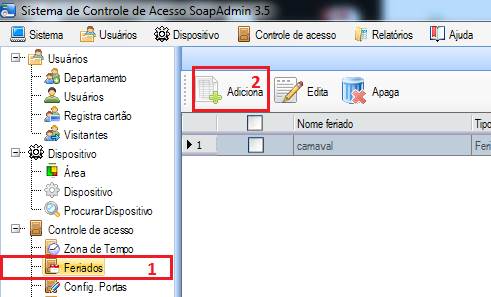 Sistema de Controle de Acesso SoapAdmin 3.5
Sistema Usuários Dispositivo Controle de acesso Relatórios Ajuda
Usuários
Departamento
Usuários
Registra cartão
Visitantes
Dispositivo
Área
Dispositivo
Procurar Dispositivo
Controle de acesso
Zona de Tempo
Feriados 1
Config. Portas
Adiciona 2 Edita Apaga
Nome feriado Tipo
1 carnaval Feri